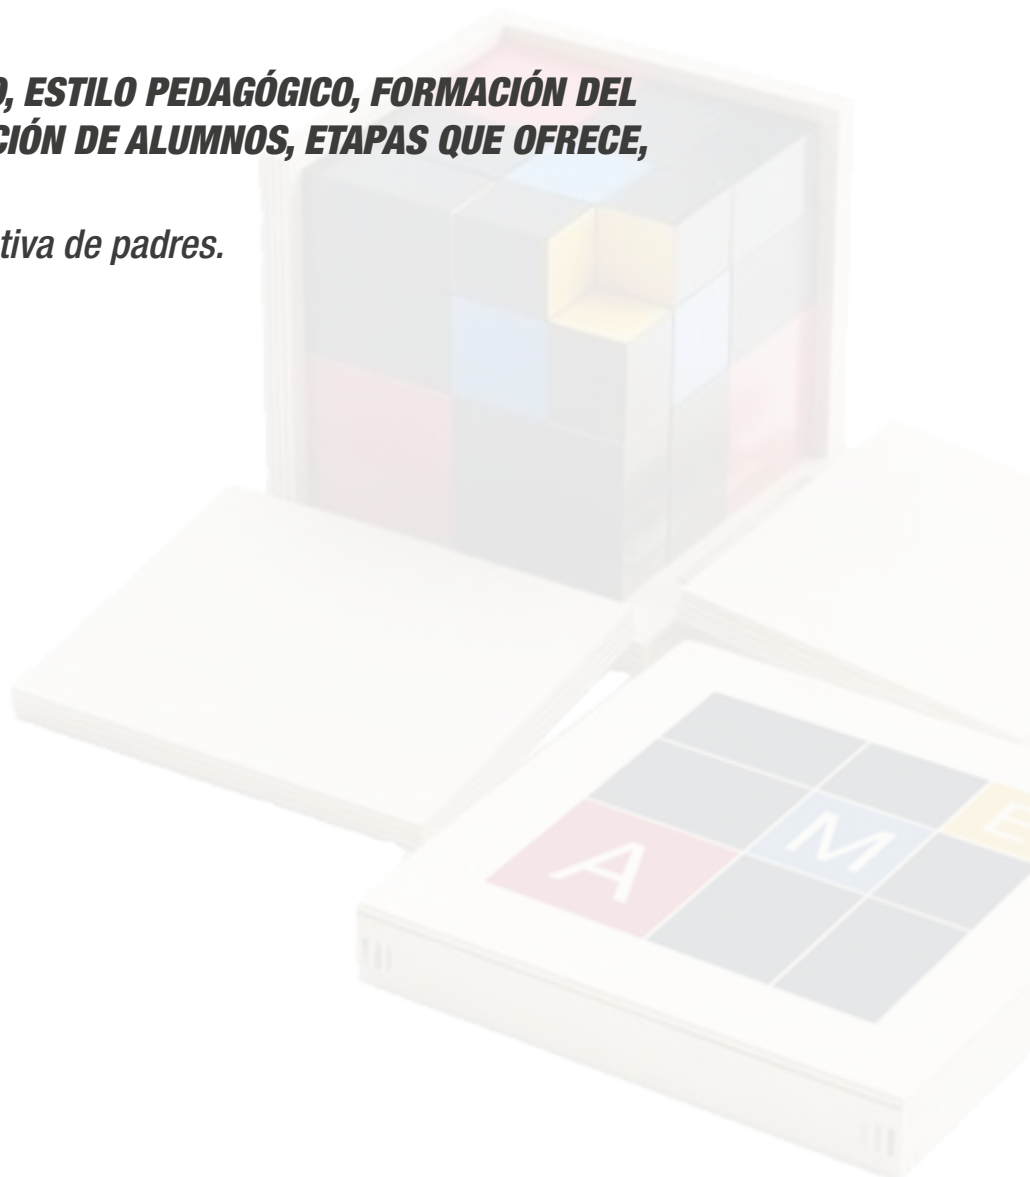 , ESTILO PEDAGÓGICO, FORMACIÓN DEL
CIÓN DE ALUMNOS, ETAPAS QUE OFRECE,
tiva de padres.
A M E